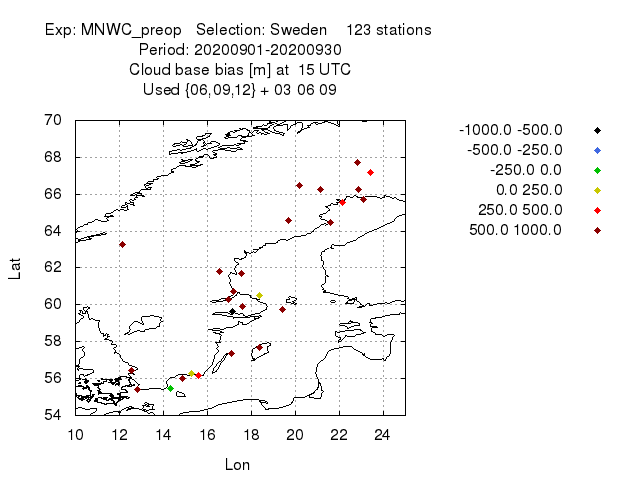 Exp: MNWC_preop Selection: Sweden 123 stations
Period: 20200901-20200930
Cloud base bias [m] at 15 UTC
Used {06,09,12} + 03 06 09
70
68
66
64
62
60
58
56
54
10 12 14 16 18 20 22 24
Lat
Lon
-1000.0 -500.0
-500.0 -250.0
-250.0 0.0
0.0 250.0
250.0 500.0
500.0 1000.0